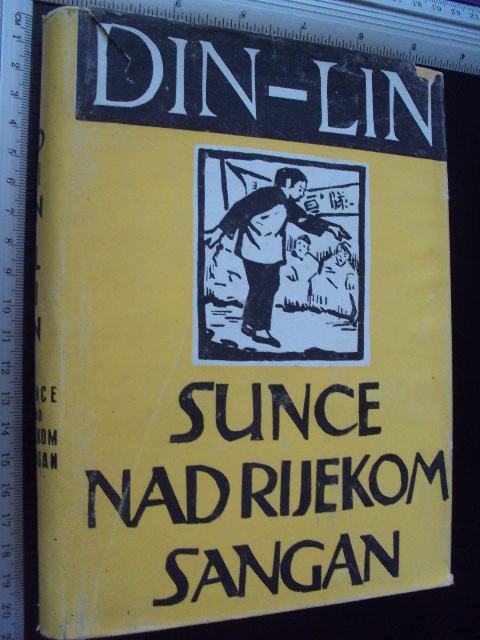 DIN-LIN
SUNCE
NAD RIJEKOM
SANGAN